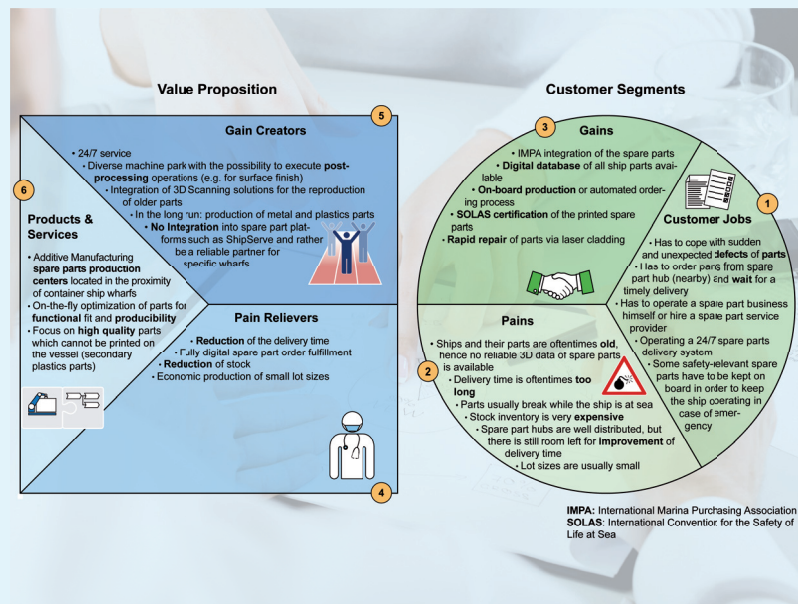 Value Proposition
Customer Segments
5
Gain Creators
• 24/7 service
• Diverse machine park with the possibility to execute post-
processing operations (e.g. for surface finish)
• Integration of 3D Scanning solutions for the reproduction
of older parts
• In the long run: production of metal and plastics parts
• No Integration into spare part plat-
forms such as ShipServe and rather
be a reliable partner for
specific wharfs
6
Products &
Services
• Additive Manufacturing
spare parts production
centers located in the proximity
of container ship wharfs
• On-the-fly optimization of parts for
functional fit and producibility
• Focus on high quality parts
which cannot be printed on
the vessel (secondary
plastics parts)
Pain Relievers
• Reduction of the delivery time
• Fully digital spare part order fulfillment
• Reduction of stock
• Economic production of small lot sizes
4
3
Gains
• IMPA integration of the spare parts
• Digital database of all ship parts avai-
lable
• On-board production or automated order-
ing process
• SOLAS certification of the printed spare
parts
• Rapid repair of parts via laser cladding
1
Customer Jobs
• Has to cope with sudden
and unexpected defects of parts
• Has to order parts from spare
part hub (nearby) and wait for a
timely delivery
• Has to operate a spare part business
himself or hire a spare part service
provider
• Operating a 24/7 spare parts
delivery system
• Some safety-relevant spare
parts have to be kept on
board in order to keep
the ship operating in
case of emer-
gency
Pains
2
• Ships and their parts are oftentimes old,
hence no reliable 3D data of spare parts
is available
• Delivery time is oftentimes too
long
• Parts usually break while the ship is at sea
• Stock inventory is very expensive
• Spare part hubs are well distributed, but
there is still room left for improvement of
delivery time
• Lot sizes are usually small
IMPA: International Marina Purchasing Association
SOLAS: International Convention for the Safety of
Life at Sea